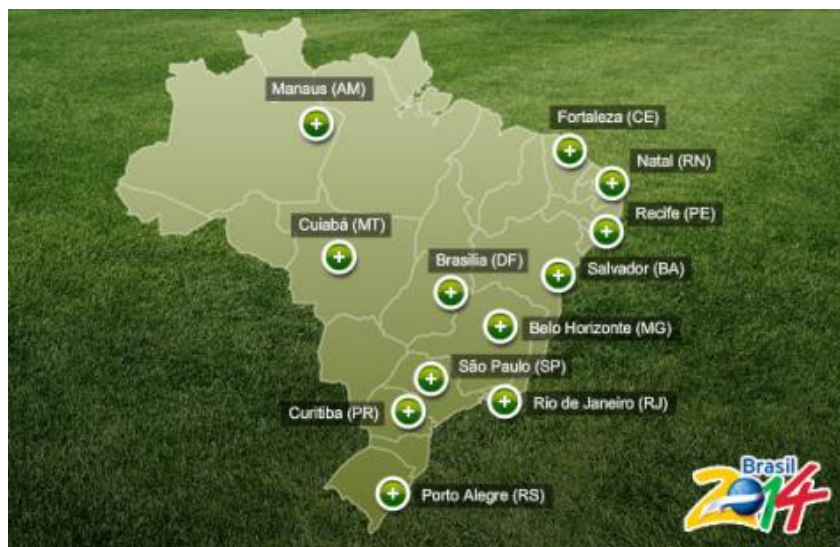 Manaus (AM)
Fortaleza (CE)
Natal (RN)
Recife (PE)
Cuiabá (MT)
Brasilia (DF)
Salvador (BA)
Belo Horizonte (MG)
São Paulo (SP)
Rio de Janeiro (RJ)
Curitiba (PR)
Brasil
2014
Porto Alegre (RS)